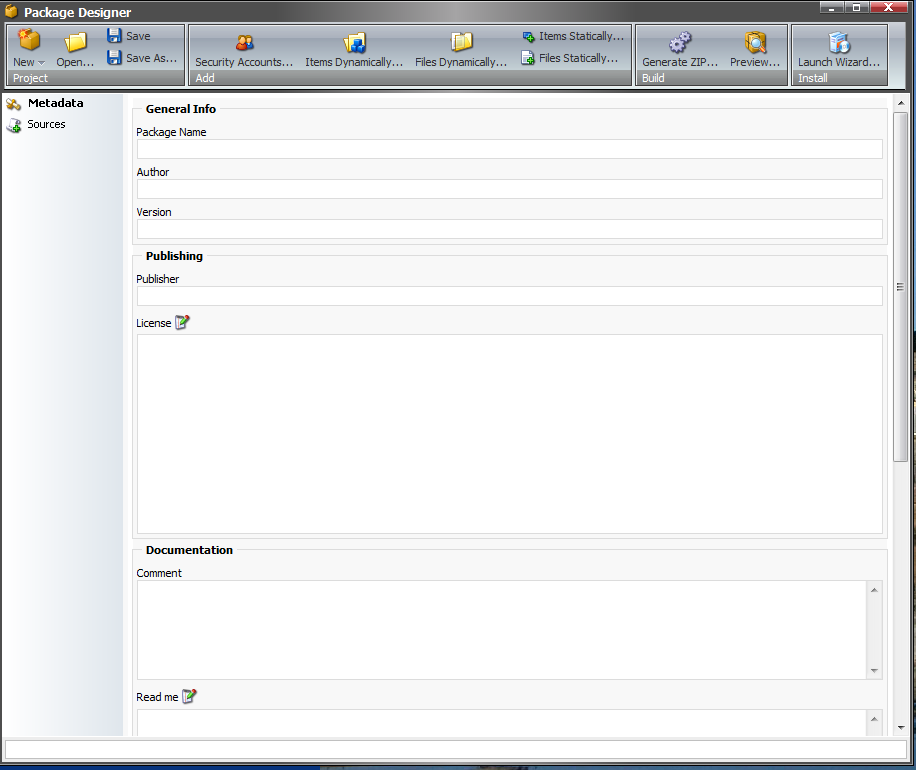 Package Designer
New
Open...
Save
Save As...
Project
Security Accounts...
Items Dynamically...
Files Dynamically...
Items Statically...
Files Statically...
Add
Generate ZIP...
Preview...
Build
Launch Wizard...
Install
Metadata
Sources
General Info
Package Name
Author
Version
Publishing
Publisher
License
Documentation
Comment
Read me